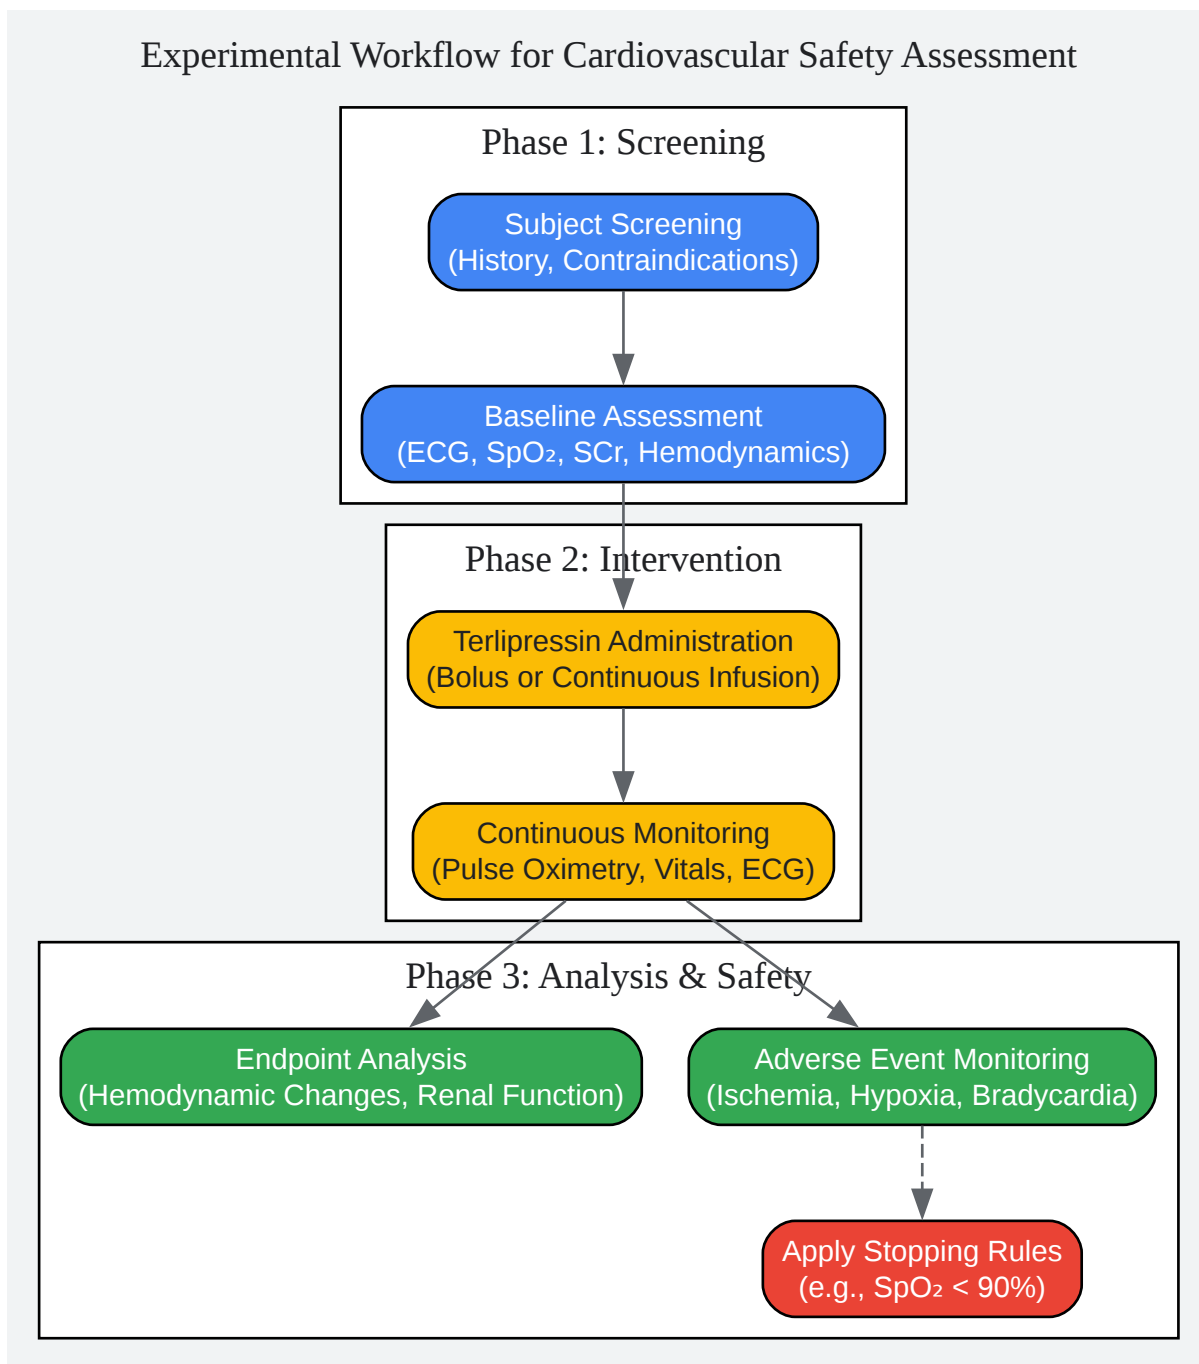 Experimental Workflow for Cardiovascular Safety Assessment
Phase 1: Screening
Subject Screening
(History, Contraindications)
Baseline Assessment
(ECG, SpO₂, SCr, Hemodynamics)
Phase 2: Intervention
Terlipressin Administration
(Bolus or Continuous Infusion)
Continuous Monitoring
(Pulse Oximetry, Vitals, ECG)
Phase 3: Analysis & Safety
Endpoint Analysis
(Hemodynamic Changes, Renal Function)
Adverse Event Monitoring
(Ischemia, Hypoxia, Bradycardia)
Apply Stopping Rules
(e.g., SpO₂ < 90%)